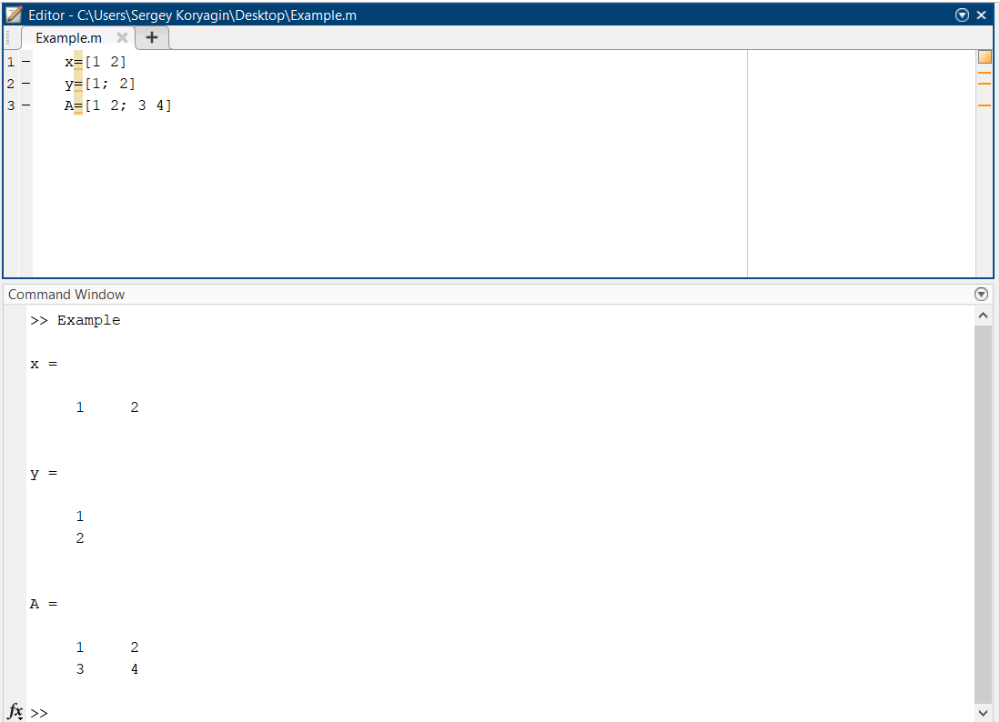 Editor - C:\Users\Sergey Koryagin\Desktop\Example.m
Example.m
1 x=[1 2]
2 y=[1; 2]
3 A=[1 2; 3 4]
Command Window
>> Example
x =
1 2
y =
1
2
A =
1 2
3 4
fx >>